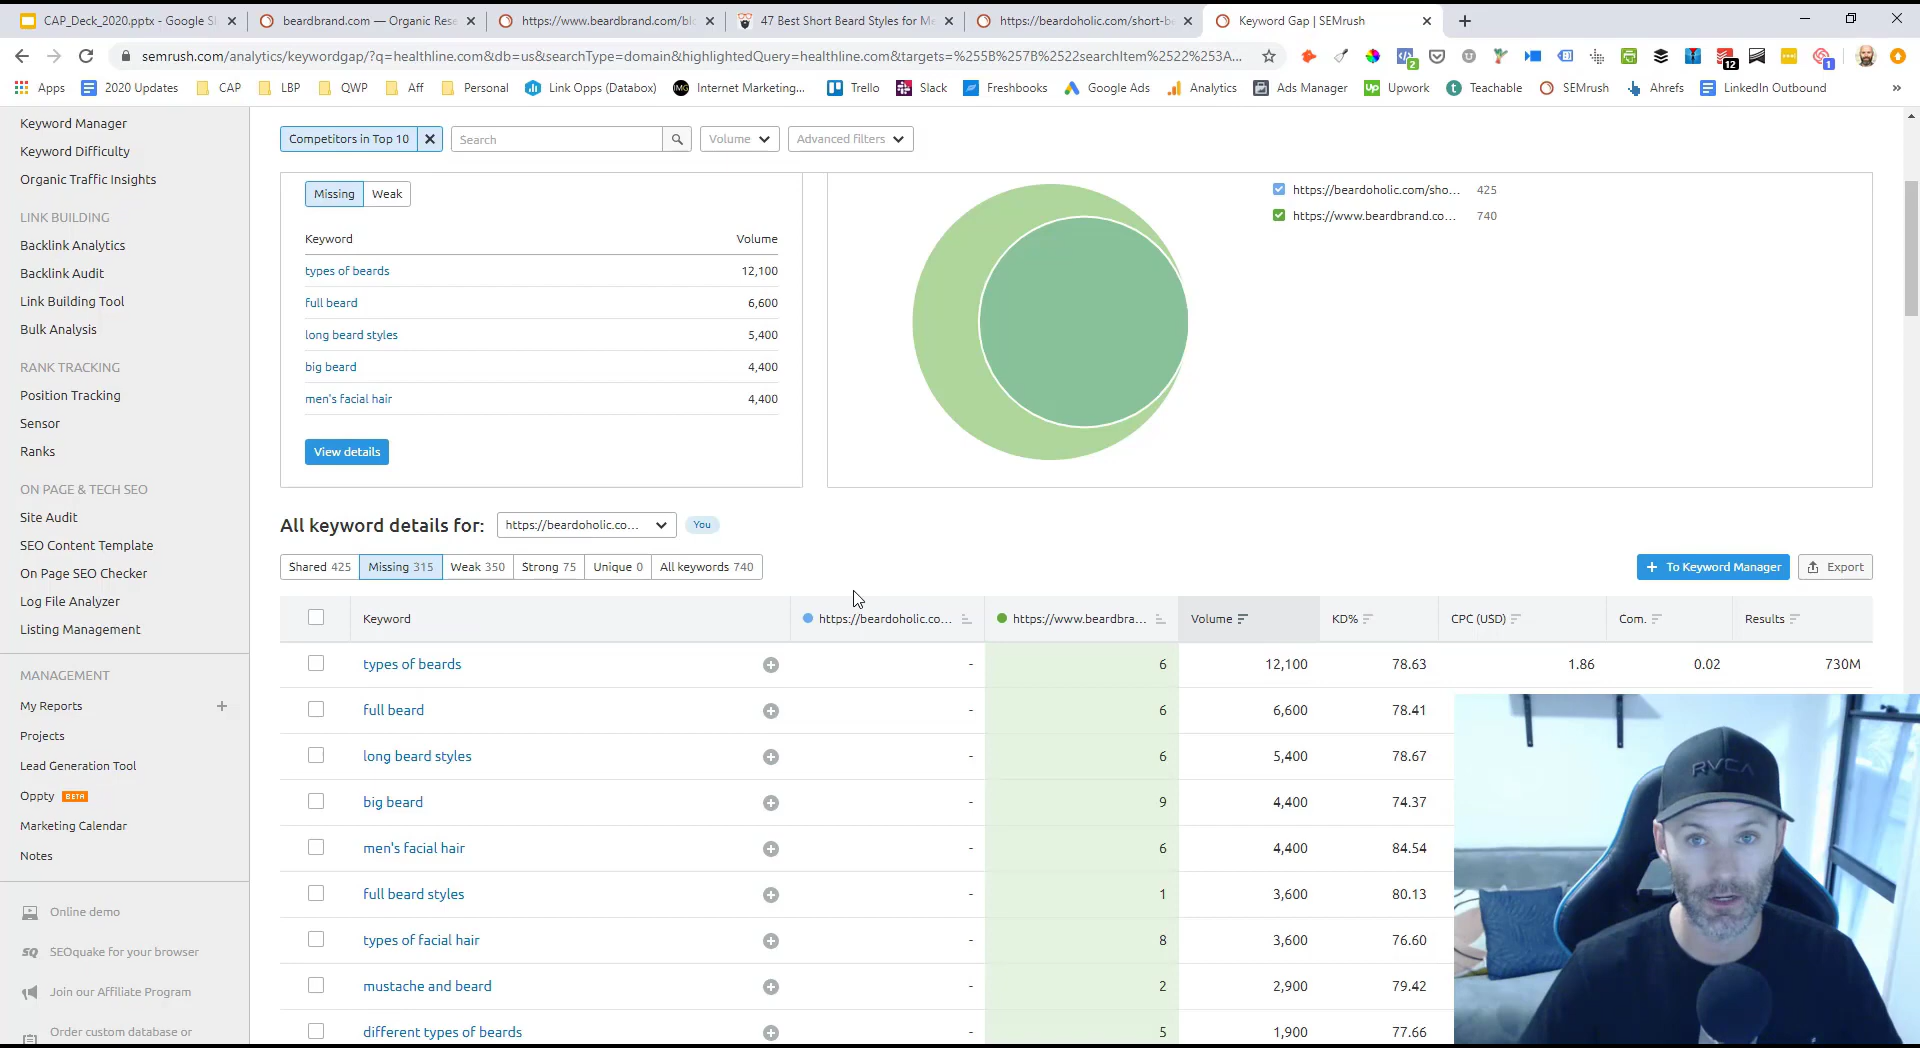 CAP_Deck_2020.pptx - Google Sl
beardbrand.com — Organic Rese
https://www.beardbrand.com/blo
47 Best Short Beard Styles for Me
https://beardoholic.com/short-be
Keyword Gap | SEMrush
semrush.com/analytics/keywordgap/?q=healthline.com&db=us&searchType=domain&highlightedQuery=healthline.com&targets=%255B%257B%2522searchItem%2522%253A...
2
12
1
Apps
2020 Updates
CAP
LBP
QWP
Aff
Personal
Link Opps (Databox)
Internet Marketing...
Trello
Slack
Freshbooks
Google Ads
Analytics
Ads Manager
Upwork
Teachable
SEMrush
Ahrefs
LinkedIn Outbound
»
Keyword Manager
Keyword Difficulty
Organic Traffic Insights
LINK BUILDING
Backlink Analytics
Backlink Audit
Link Building Tool
Bulk Analysis
RANK TRACKING
Position Tracking
Sensor
Ranks
ON PAGE & TECH SEO
Site Audit
SEO Content Template
On Page SEO Checker
Log File Analyzer
Listing Management
MANAGEMENT
My Reports +
Projects
Lead Generation Tool
Oppty BETA
Marketing Calendar
Notes
Online demo
SQ SEOquake for your browser
Join our Affiliate Program
Order custom database or
Competitors in Top 10
Search
Volume
Advanced filters
Missing Weak
Keyword Volume
types of beards 12,100
full beard 6,600
long beard styles 5,400
big beard 4,400
men's facial hair 4,400
View details
https://beardoholic.com/sho... 425
https://www.beardbrand.co... 740
All keyword details for: https://beardoholic.co... You
Shared 425 Missing 315 Weak 350 Strong 75 Unique 0 All keywords 740
+ To Keyword Manager Export
Keyword https://beardoholic.co... https://www.beardbra... Volume KD% CPC (USD) Com. Results
types of beards - 6 12,100 78.63 1.86 0.02 730M
full beard - 6 6,600 78.41
long beard styles - 6 5,400 78.67
big beard - 9 4,400 74.37
men's facial hair - 6 4,400 84.54
full beard styles - 1 3,600 80.13
types of facial hair - 8 3,600 76.60
mustache and beard - 2 2,900 79.42
different types of beards - 5 1,900 77.66
RVCA